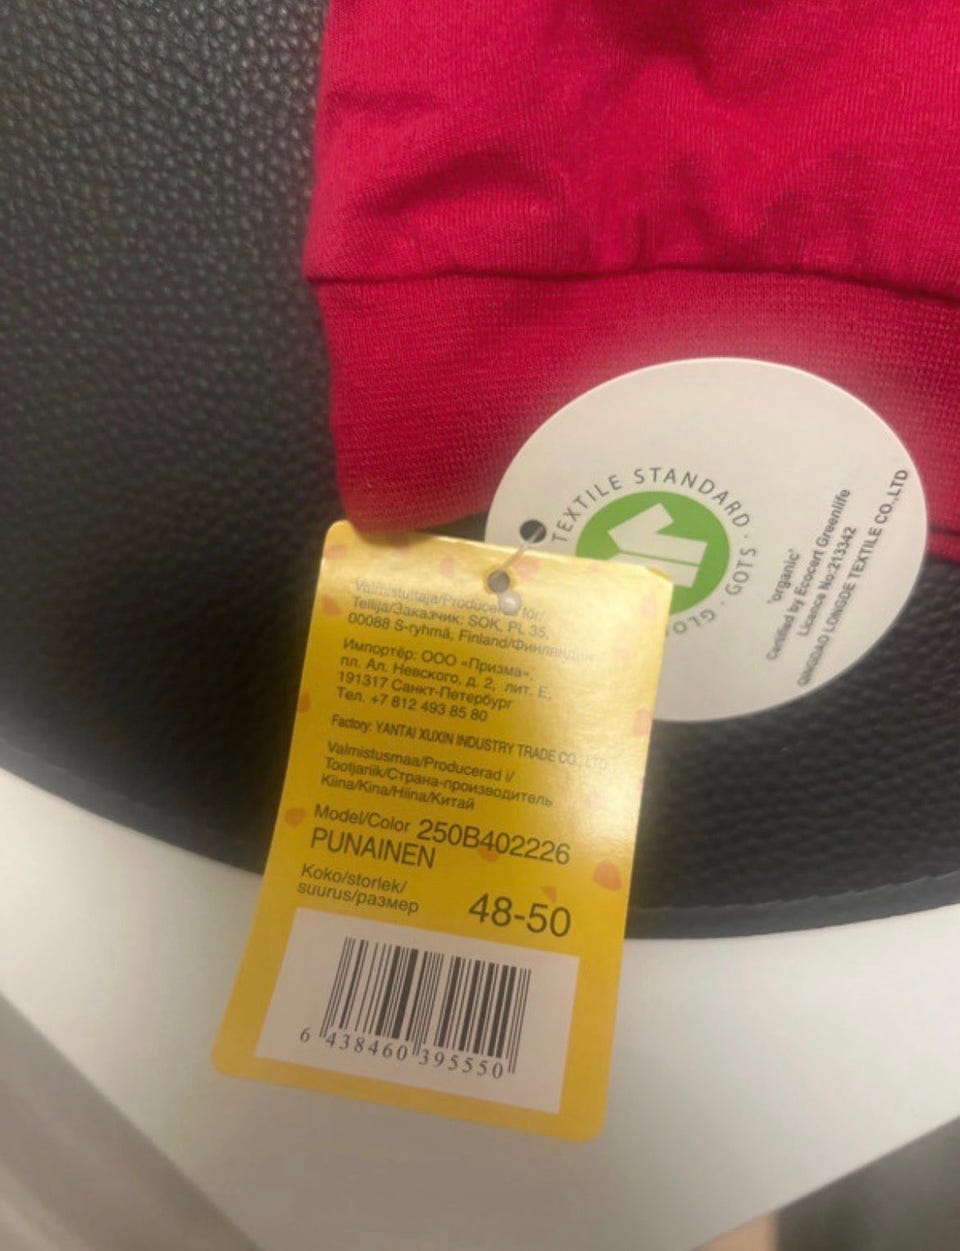 Valmistuttaja/Producerad för/
Tellija/Заказчик: SOK, PL 35,
00088 S-ryhmä, Finland/Финляндия
Импортёр: ООО «Призма»,
пл. Ал. Невского, д. 2, лит. Е,
191317 Санкт-Петербург
Тел. +7 812 493 85 80
Factory: YANTAI XUXIN INDUSTRY TRADE CO., LTD
Valmistusmaa/Producerad i/
Tootjariik/Страна-производитель
Kiina/Kina/Hiina/Китай
Model/Color 250B402226
PUNAINEN
Koko/storlek/
suurus/размер 48-50
6 438460 395550
TEXTILE STANDARD · GOTS · GLO
'organic'
Certified by Ecocert Greenlife
Licence No:213342
QINGDAO LONGDE TEXTILE CO.,LTD